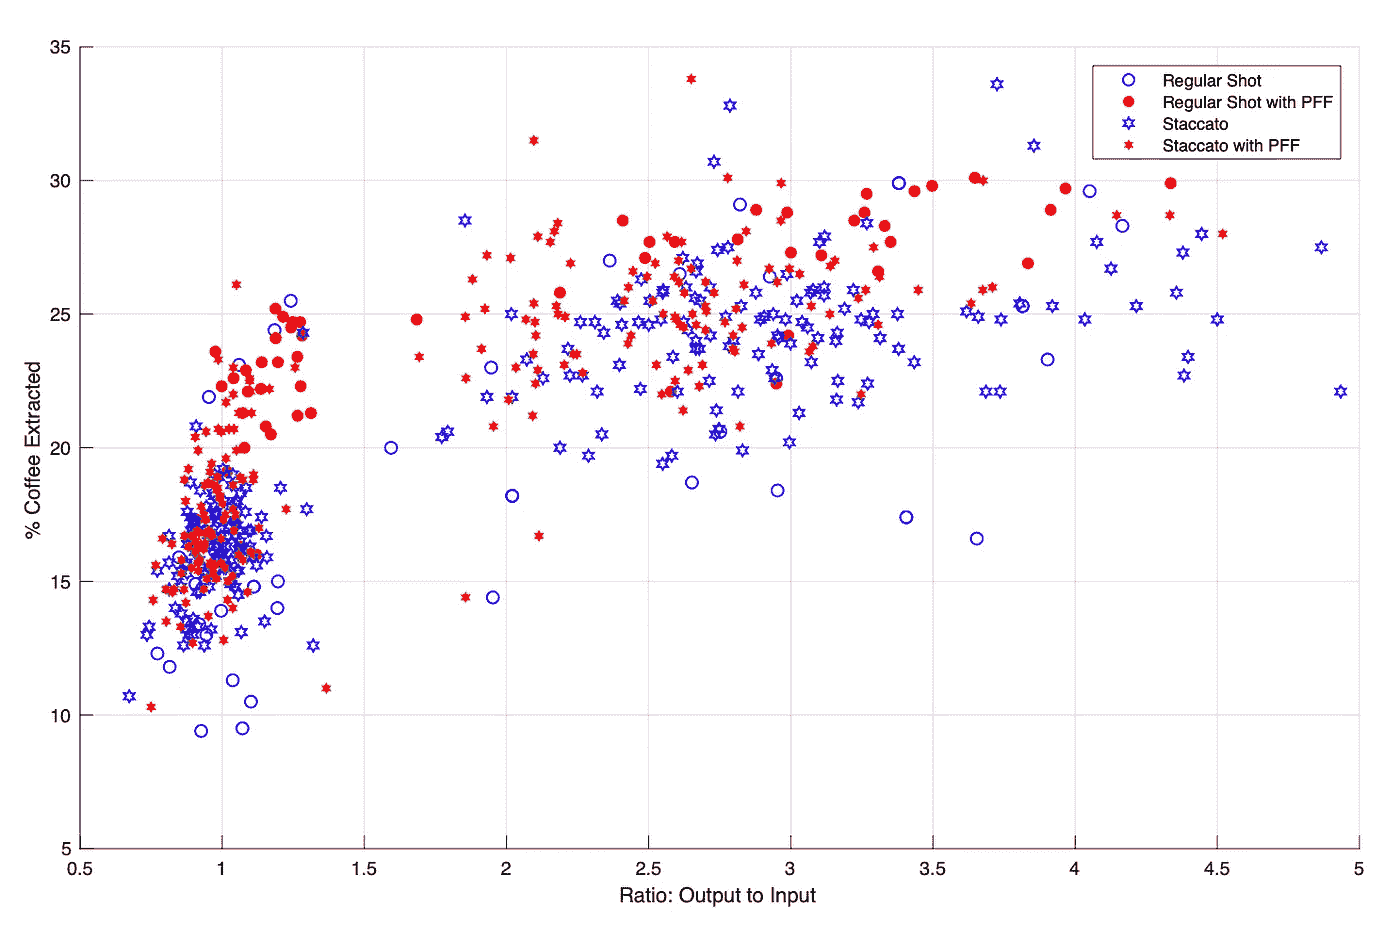 35
30
25
20
15
10
5
% Coffee Extracted
Regular Shot
Regular Shot with PFF
Staccato
Staccato with PFF
0.5 1 1.5 2 2.5 3 3.5 4 4.5 5
Ratio: Output to Input